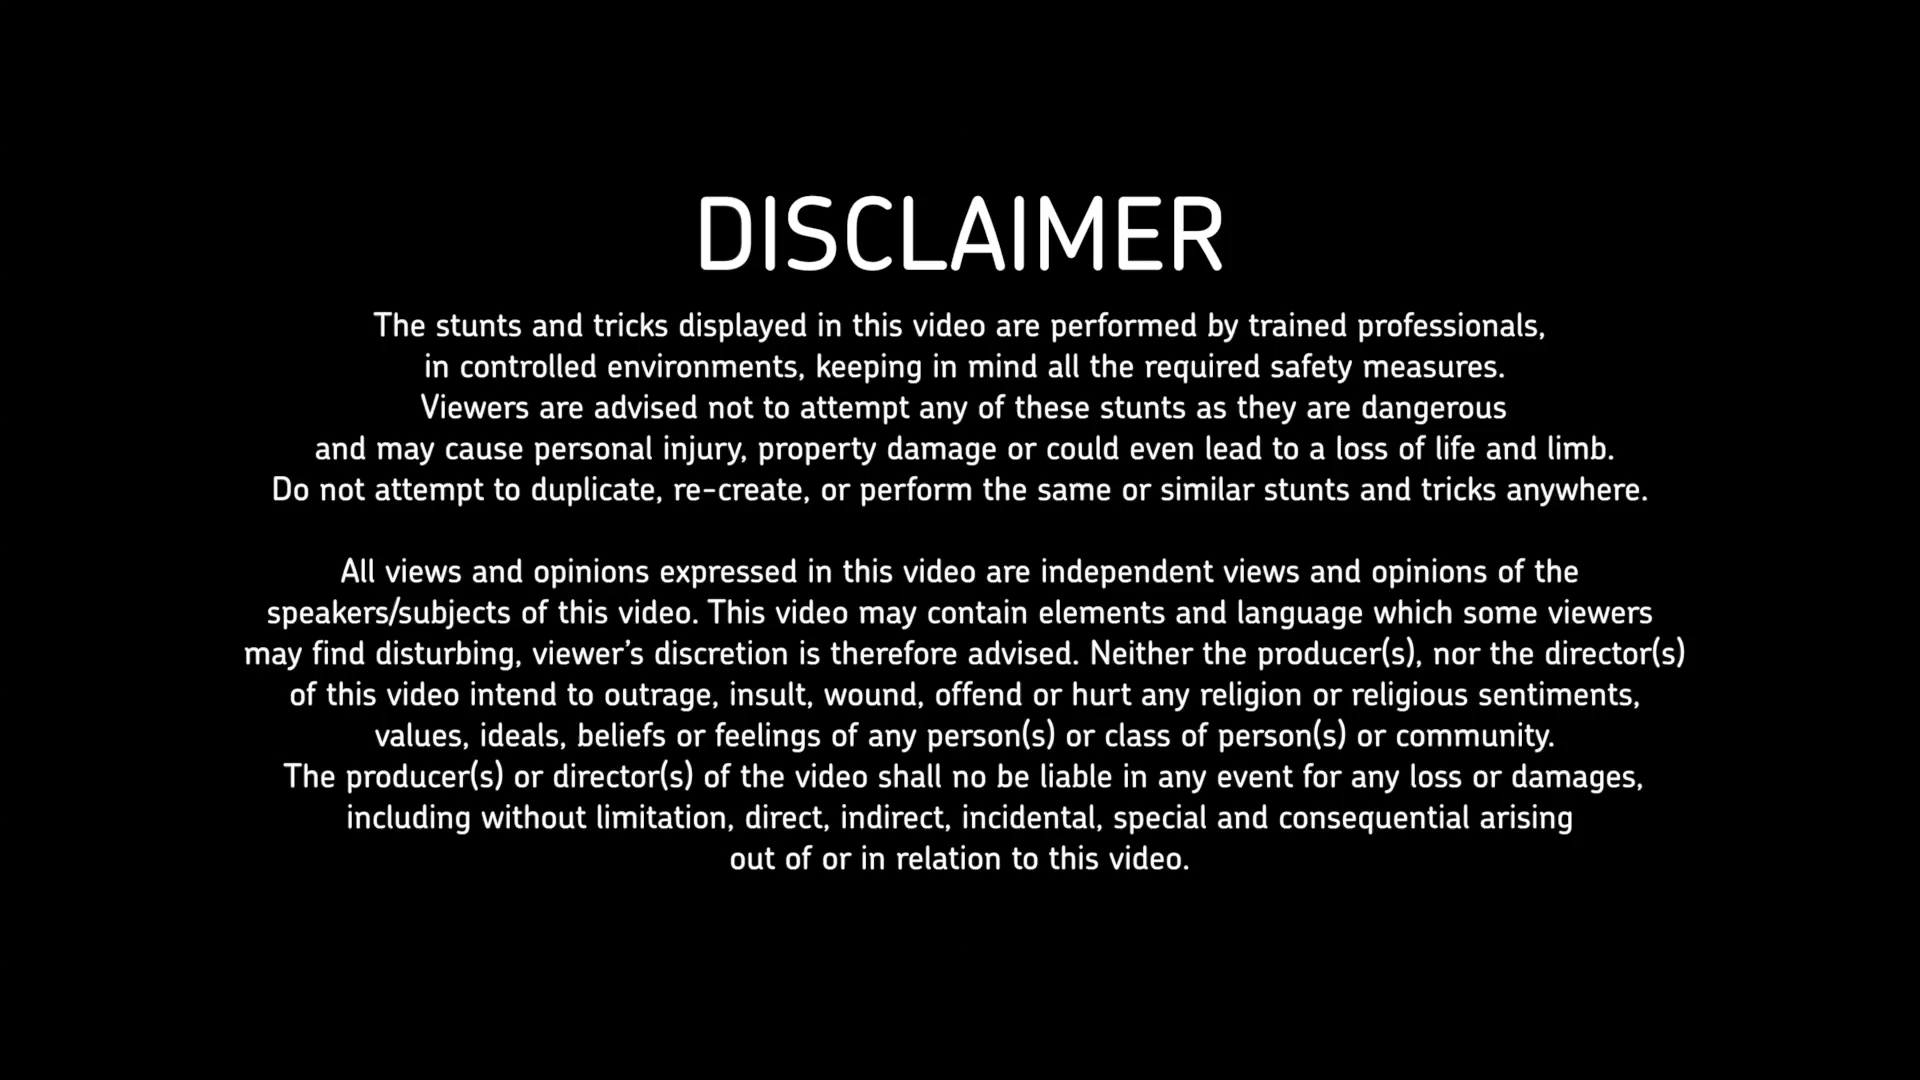 DISCLAIMER
The stunts and tricks displayed in this video are performed by trained professionals,
in controlled environments, keeping in mind all the required safety measures.
Viewers are advised not to attempt any of these stunts as they are dangerous
and may cause personal injury, property damage or could even lead to a loss of life and limb.
Do not attempt to duplicate, re-create, or perform the same or similar stunts and tricks anywhere.
All views and opinions expressed in this video are independent views and opinions of the
speakers/subjects of this video. This video may contain elements and language which some viewers
may find disturbing, viewer’s discretion is therefore advised. Neither the producer(s), nor the director(s)
of this video intend to outrage, insult, wound, offend or hurt any religion or religious sentiments,
values, ideals, beliefs or feelings of any person(s) or class of person(s) or community.
The producer(s) or director(s) of the video shall no be liable in any event for any loss or damages,
including without limitation, direct, indirect, incidental, special and consequential arising
out of or in relation to this video.